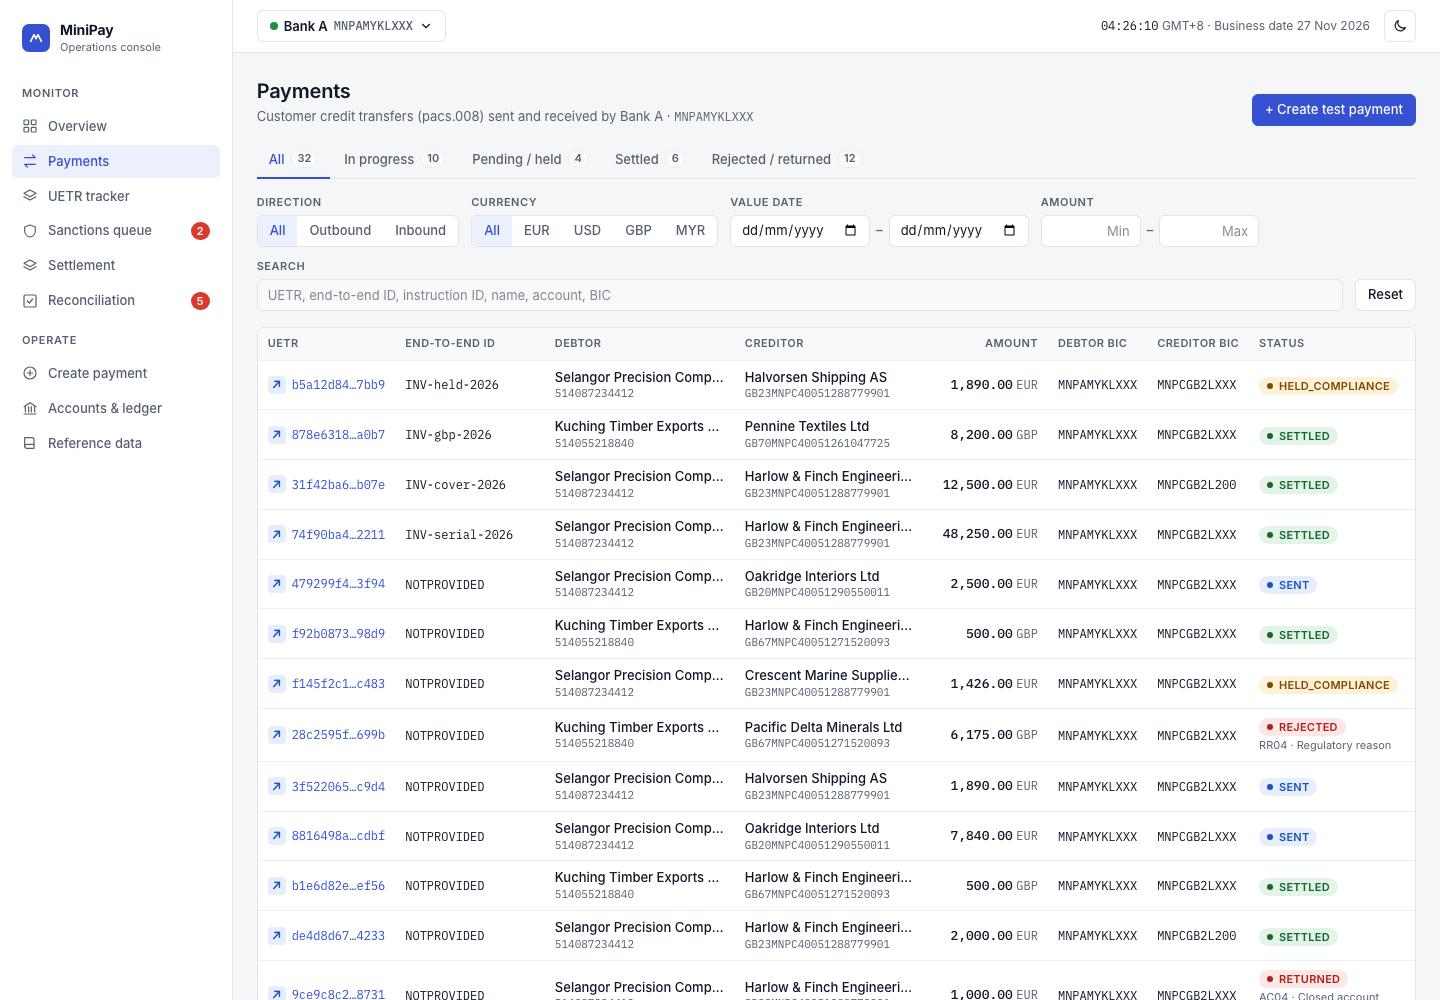 MiniPay
Operations console
MONITOR
Overview
Payments
UETR tracker
Sanctions queue 2
Settlement
Reconciliation 5
OPERATE
Create payment
Accounts & ledger
Reference data
Bank A MNPAMYKLXXX
04:26:10 GMT+8 · Business date 27 Nov 2026
Payments
Customer credit transfers (pacs.008) sent and received by Bank A · MNPAMYKLXXX
+ Create test payment
All 32 In progress 10 Pending / held 4 Settled 6 Rejected / returned 12
DIRECTION CURRENCY VALUE DATE AMOUNT
All Outbound Inbound All EUR USD GBP MYR dd/mm/yyyy – dd/mm/yyyy Min – Max
SEARCH
UETR, end-to-end ID, instruction ID, name, account, BIC Reset
UETR END-TO-END ID DEBTOR CREDITOR AMOUNT DEBTOR BIC CREDITOR BIC STATUS
b5a12d84…7bb9 INV-held-2026 Selangor Precision Comp… Halvorsen Shipping AS 1,890.00 EUR MNPAMYKLXXX MNPCGB2LXXX HELD_COMPLIANCE
514087234412 GB23MNPC40051288779901
878e6318…a0b7 INV-gbp-2026 Kuching Timber Exports … Pennine Textiles Ltd 8,200.00 GBP MNPAMYKLXXX MNPCGB2LXXX SETTLED
514055218840 GB70MNPC40051261047725
31f42ba6…b07e INV-cover-2026 Selangor Precision Comp… Harlow & Finch Engineeri… 12,500.00 EUR MNPAMYKLXXX MNPCGB2L200 SETTLED
514087234412 GB23MNPC40051288779901
74f90ba4…2211 INV-serial-2026 Selangor Precision Comp… Harlow & Finch Engineeri… 48,250.00 EUR MNPAMYKLXXX MNPCGB2LXXX SETTLED
514087234412 GB23MNPC40051288779901
479299f4…3f94 NOTPROVIDED Selangor Precision Comp… Oakridge Interiors Ltd 2,500.00 EUR MNPAMYKLXXX MNPCGB2LXXX SENT
514087234412 GB20MNPC40051290550011
f92b0873…98d9 NOTPROVIDED Kuching Timber Exports … Harlow & Finch Engineeri… 500.00 GBP MNPAMYKLXXX MNPCGB2LXXX SETTLED
514055218840 GB67MNPC40051271520093
f145f2c1…c483 NOTPROVIDED Selangor Precision Comp… Crescent Marine Supplie… 1,426.00 EUR MNPAMYKLXXX MNPCGB2LXXX HELD_COMPLIANCE
514087234412 GB23MNPC40051288779901
28c2595f…699b NOTPROVIDED Kuching Timber Exports … Pacific Delta Minerals Ltd 6,175.00 GBP MNPAMYKLXXX MNPCGB2LXXX REJECTED
514055218840 GB67MNPC40051271520093 RR04 · Regulatory reason
3f522065…c9d4 NOTPROVIDED Selangor Precision Comp… Halvorsen Shipping AS 1,890.00 EUR MNPAMYKLXXX MNPCGB2LXXX SENT
514087234412 GB23MNPC40051288779901
8816498a…cdbf NOTPROVIDED Selangor Precision Comp… Oakridge Interiors Ltd 7,840.00 EUR MNPAMYKLXXX MNPCGB2LXXX SENT
514087234412 GB20MNPC40051290550011
b1e6d82e…ef56 NOTPROVIDED Kuching Timber Exports … Harlow & Finch Engineeri… 500.00 GBP MNPAMYKLXXX MNPCGB2LXXX SETTLED
514055218840 GB67MNPC40051271520093
de4d8d67…4233 NOTPROVIDED Selangor Precision Comp… Harlow & Finch Engineeri… 2,000.00 EUR MNPAMYKLXXX MNPCGB2L200 SETTLED
514087234412 GB23MNPC40051288779901
9ce9c8c2…8731 NOTPROVIDED Selangor Precision Comp… Harlow & Finch Engineeri… 1,000.00 EUR MNPAMYKLXXX MNPCGB2LXXX RETURNED
AC04 · Closed account